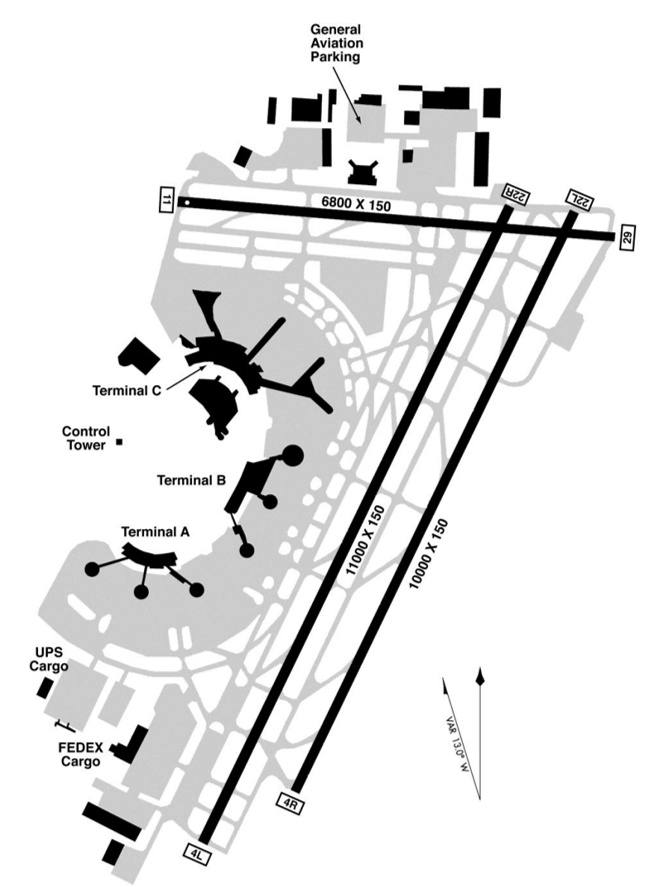 General
Aviation
Parking
11
6800 X 150
22R
22L
29
Terminal C
Control
Tower
Terminal B
Terminal A
11000 X 150
10000 X 150
UPS
Cargo
VAR 13.0° W
FEDEX
Cargo
4R
4L